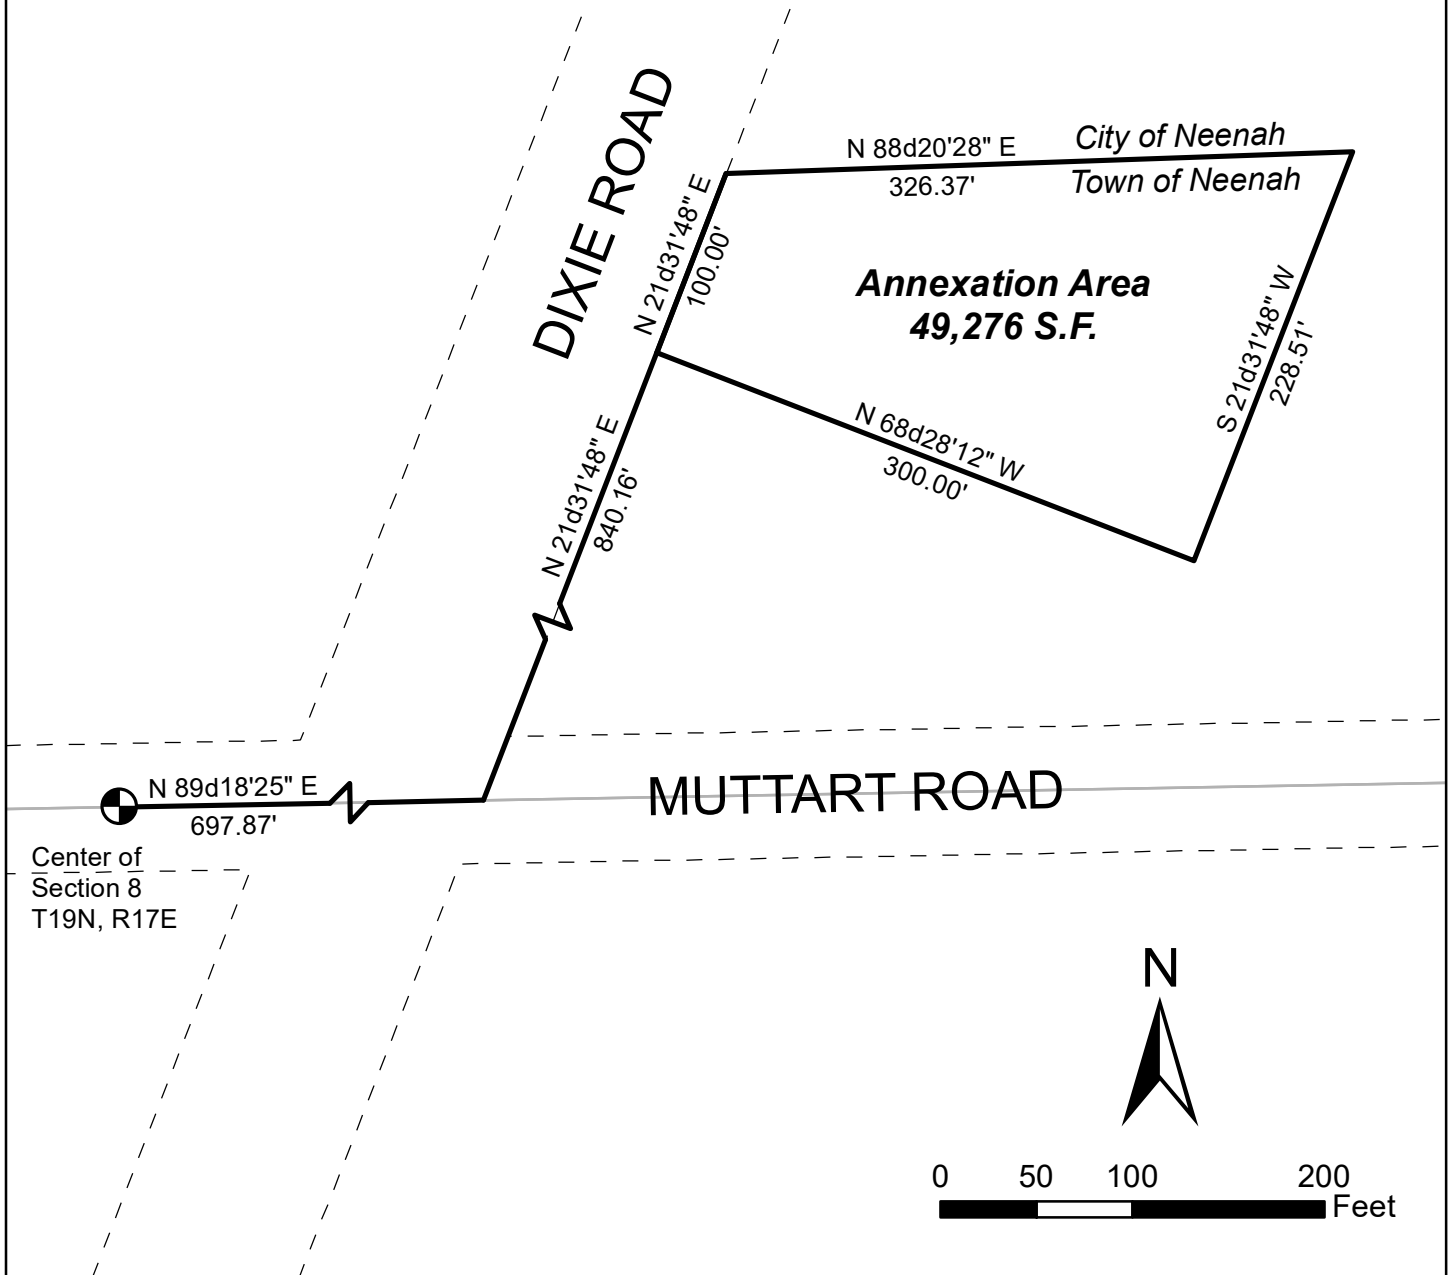 DIXIE ROAD
N 88d20'28" E
326.37'
City of Neenah
Town of Neenah
N 21d31'48" E
100.00'
Annexation Area
49,276 S.F.
S 21d31'48" W
228.51'
N 68d28'12" W
300.00'
N 21d31'48" E
840.16'
N 89d18'25" E
697.87'
MUTTART ROAD
Center of
Section 8
T19N, R17E
N
0 50 100 200
Feet